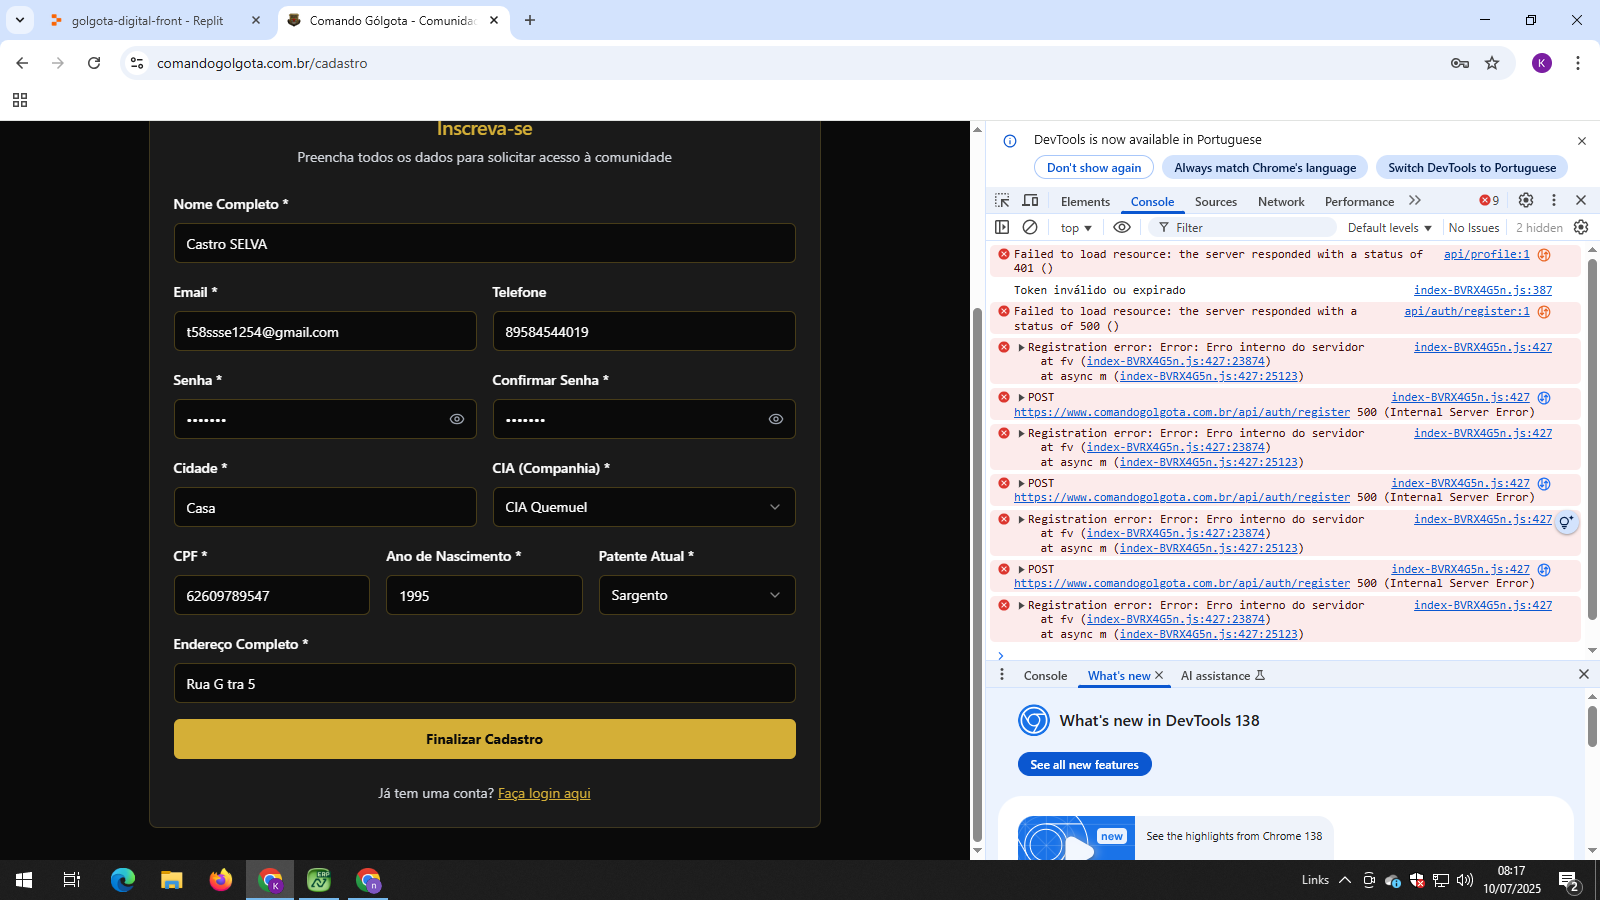 golgota-digital-front - Replit
Comando Gólgota - Comunidad
comandogolgota.com.br/cadastro
K
Inscreva-se
Preencha todos os dados para solicitar acesso à comunidade
Nome Completo *
Castro SELVA
Email *
Telefone
t58ssse1254@gmail.com
89584544019
Senha *
Confirmar Senha *
•••••••
•••••••
Cidade *
CIA (Companhia) *
Casa
CIA Quemuel
CPF *
Ano de Nascimento *
Patente Atual *
62609789547
1995
Sargento
Endereço Completo *
Rua G tra 5
Finalizar Cadastro
Já tem uma conta? Faça login aqui
DevTools is now available in Portuguese
Don't show again
Always match Chrome's language
Switch DevTools to Portuguese
Elements
Console
Sources
Network
Performance
9
top
Filter
Default levels
No Issues
2 hidden
Failed to load resource: the server responded with a status of api/profile:1
401 ()
Token inválido ou expirado index-BVRX4G5n.js:387
Failed to load resource: the server responded with a api/auth/register:1
status of 500 ()
Registration error: Error: Erro interno do servidor index-BVRX4G5n.js:427
at fv (index-BVRX4G5n.js:427:23874)
at async m (index-BVRX4G5n.js:427:25123)
POST index-BVRX4G5n.js:427
https://www.comandogolgota.com.br/api/auth/register 500 (Internal Server Error)
Registration error: Error: Erro interno do servidor index-BVRX4G5n.js:427
at fv (index-BVRX4G5n.js:427:23874)
at async m (index-BVRX4G5n.js:427:25123)
POST index-BVRX4G5n.js:427
https://www.comandogolgota.com.br/api/auth/register 500 (Internal Server Error)
Registration error: Error: Erro interno do servidor index-BVRX4G5n.js:427
at fv (index-BVRX4G5n.js:427:23874)
at async m (index-BVRX4G5n.js:427:25123)
POST index-BVRX4G5n.js:427
https://www.comandogolgota.com.br/api/auth/register 500 (Internal Server Error)
Registration error: Error: Erro interno do servidor index-BVRX4G5n.js:427
at fv (index-BVRX4G5n.js:427:23874)
at async m (index-BVRX4G5n.js:427:25123)
Console
What's new
AI assistance
What's new in DevTools 138
See all new features
new
See the highlights from Chrome 138
K
ERP
n
Links
08:17
10/07/2025
2